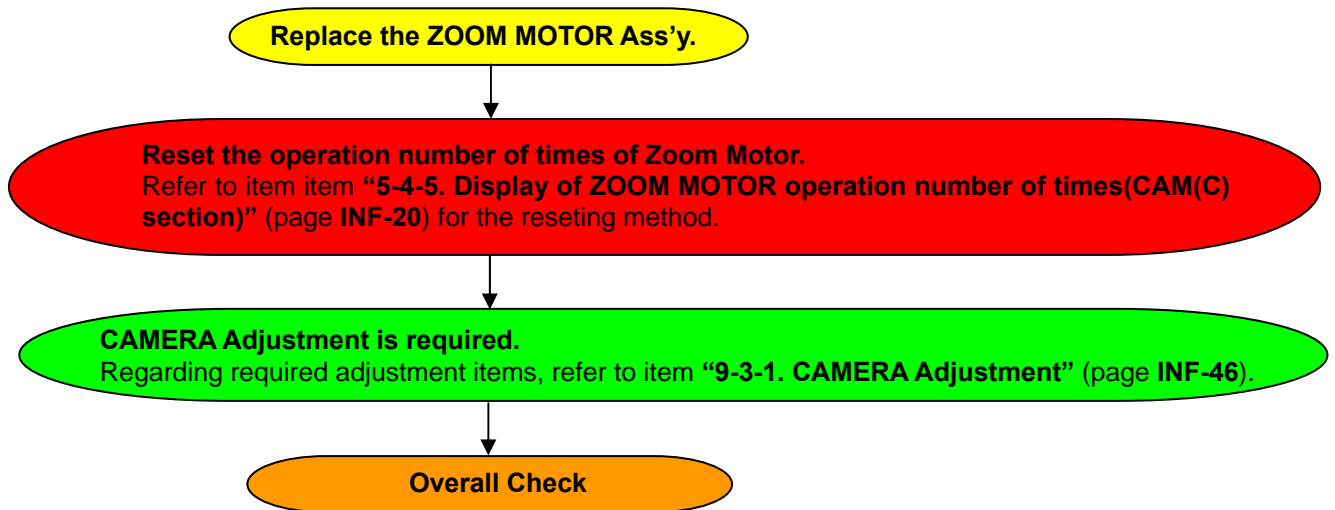 Replace the ZOOM MOTOR Ass’y.
Reset the operation number of times of Zoom Motor.
Refer to item item “5-4-5. Display of ZOOM MOTOR operation number of times(CAM(C)
section)” (page INF-20) for the reseting method.
CAMERA Adjustment is required.
Regarding required adjustment items, refer to item “9-3-1. CAMERA Adjustment” (page INF-46).
Overall Check